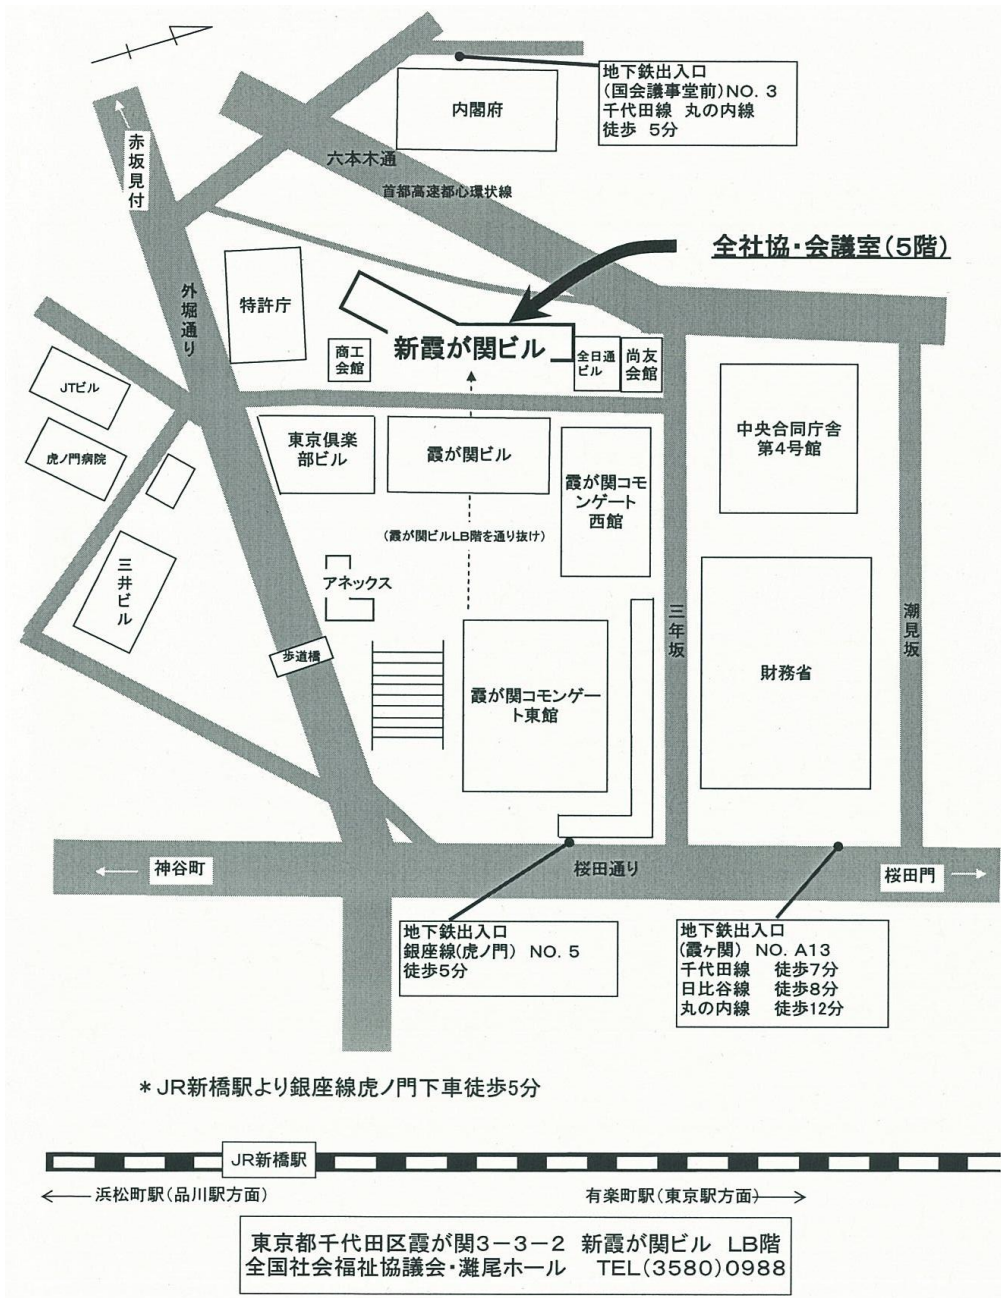 地下鉄出入口
(国会議事堂前)NO. 3
千代田線 丸の内線
徒歩 5分
内閣府
赤坂見付
六本木通
首都高速都心環状線
全社協・会議室(5階)
外堀通り
特許庁
商工
会館
新霞が関ビル
全日通
ビル
尚友
会館
JTビル
虎ノ門病院
東京倶楽
部ビル
霞が関ビル
霞が関コモ
ンゲート
西館
中央合同庁舎
第4号館
(霞が関ビルLB階を通り抜け)
三井ビル
アネックス
歩道橋
霞が関コモンゲー
ト東館
三年坂
財務省
潮見坂
神谷町
桜田通り
桜田門
地下鉄出入口
銀座線(虎ノ門) NO. 5
徒歩5分
地下鉄出入口
(霞ヶ関) NO. A13
千代田線 徒歩7分
日比谷線 徒歩8分
丸の内線 徒歩12分
*JR新橋駅より銀座線虎ノ門下車徒歩5分
JR新橋駅
浜松町駅(品川駅方面)
有楽町駅(東京駅方面)
東京都千代田区霞が関3-3-2 新霞が関ビル LB階
全国社会福祉協議会・灘尾ホール TEL(3580)0988